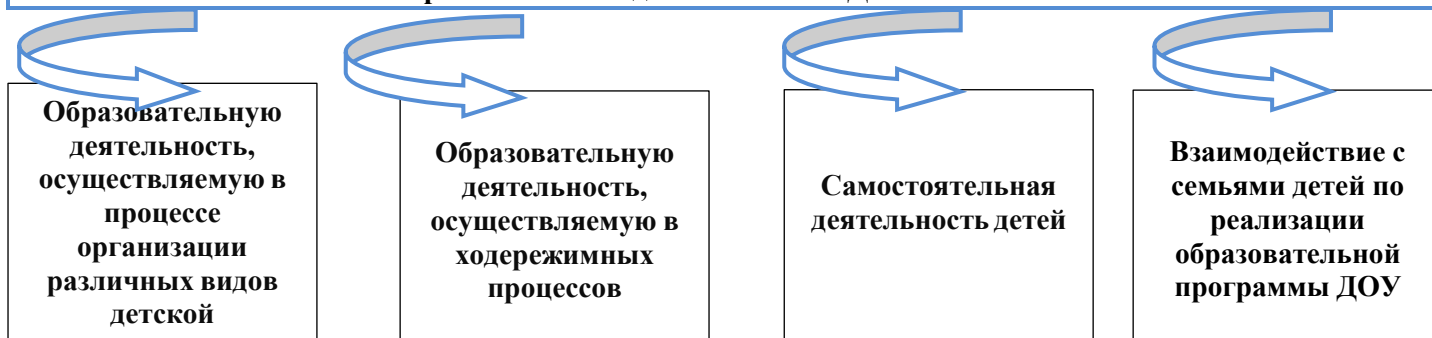 Образовательную
деятельность,
осуществляемую в
процессе
организации
различных видов
детской
Образовательную
деятельность,
осуществляемую в
ходережимных
процессов
Самостоятельная
деятельность детей
Взаимодействие с
семьями детей по
реализации
образовательной
программы ДОУ